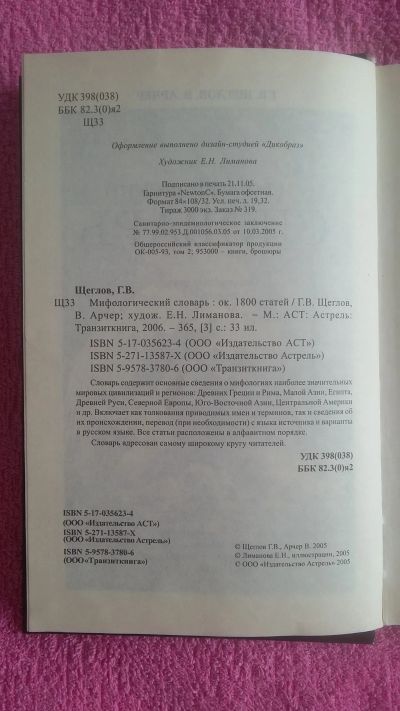 УДК 398(038)
ББК 82.3(0)я2
Щ33
Оформление выполнено дизайн-студией «Дикобраз»
Художник Е.Н. Лиманова
Подписано в печать 21.11.05.
Гарнитура «NewtonC». Бумага офсетная.
Формат 84×108/32. Усл. печ. л. 19,32.
Тираж 3000 экз. Заказ № 319.
Санитарно-эпидемиологическое заключение
№ 77.99.02.953.Д.001056.03.05 от 10.03.2005 г.
Общероссийский классификатор продукции
ОК-005-93, том 2; 953000 – книги, брошюры
Щеглов, Г.В.
Щ33 Мифологический словарь : ок. 1800 статей / Г.В. Щеглов,
В. Арчер; худож. Е.Н. Лиманова. – М.: АСТ: Астрель:
Транзиткнига, 2006. – 365, [3] с.: 33 ил.
ISBN 5-17-035623-4 (ООО «Издательство АСТ»)
ISBN 5-271-13587-X (ООО «Издательство Астрель»)
ISBN 5-9578-3780-6 (ООО «Транзиткнига»)
Словарь содержит основные сведения о мифологиях наиболее значительных
мировых цивилизаций и регионов: Древних Греции и Рима, Малой Азии, Египта,
Древней Руси, Северной Европы, Юго-Восточной Азии, Центральной Америки
и др. Включает как толкования приводимых имен и терминов, так и сведения об
их происхождении, перевод (при необходимости) с языка источника и варианты
в русском языке. Все статьи расположены в алфавитном порядке.
Словарь адресован самому широкому кругу читателей.
УДК 398(038)
ББК 82.3(0)я2
ISBN 5-17-035623-4
(ООО «Издательство АСТ»)
ISBN 5-271-13587-X
(ООО «Издательство Астрель»)
ISBN 5-9578-3780-6
(ООО «Транзиткнига»)
© Щеглов Г.В., Арчер В. 2005
© Лиманова Е.Н., иллюстрации, 2005
© ООО «Издательство Астрель» 2005